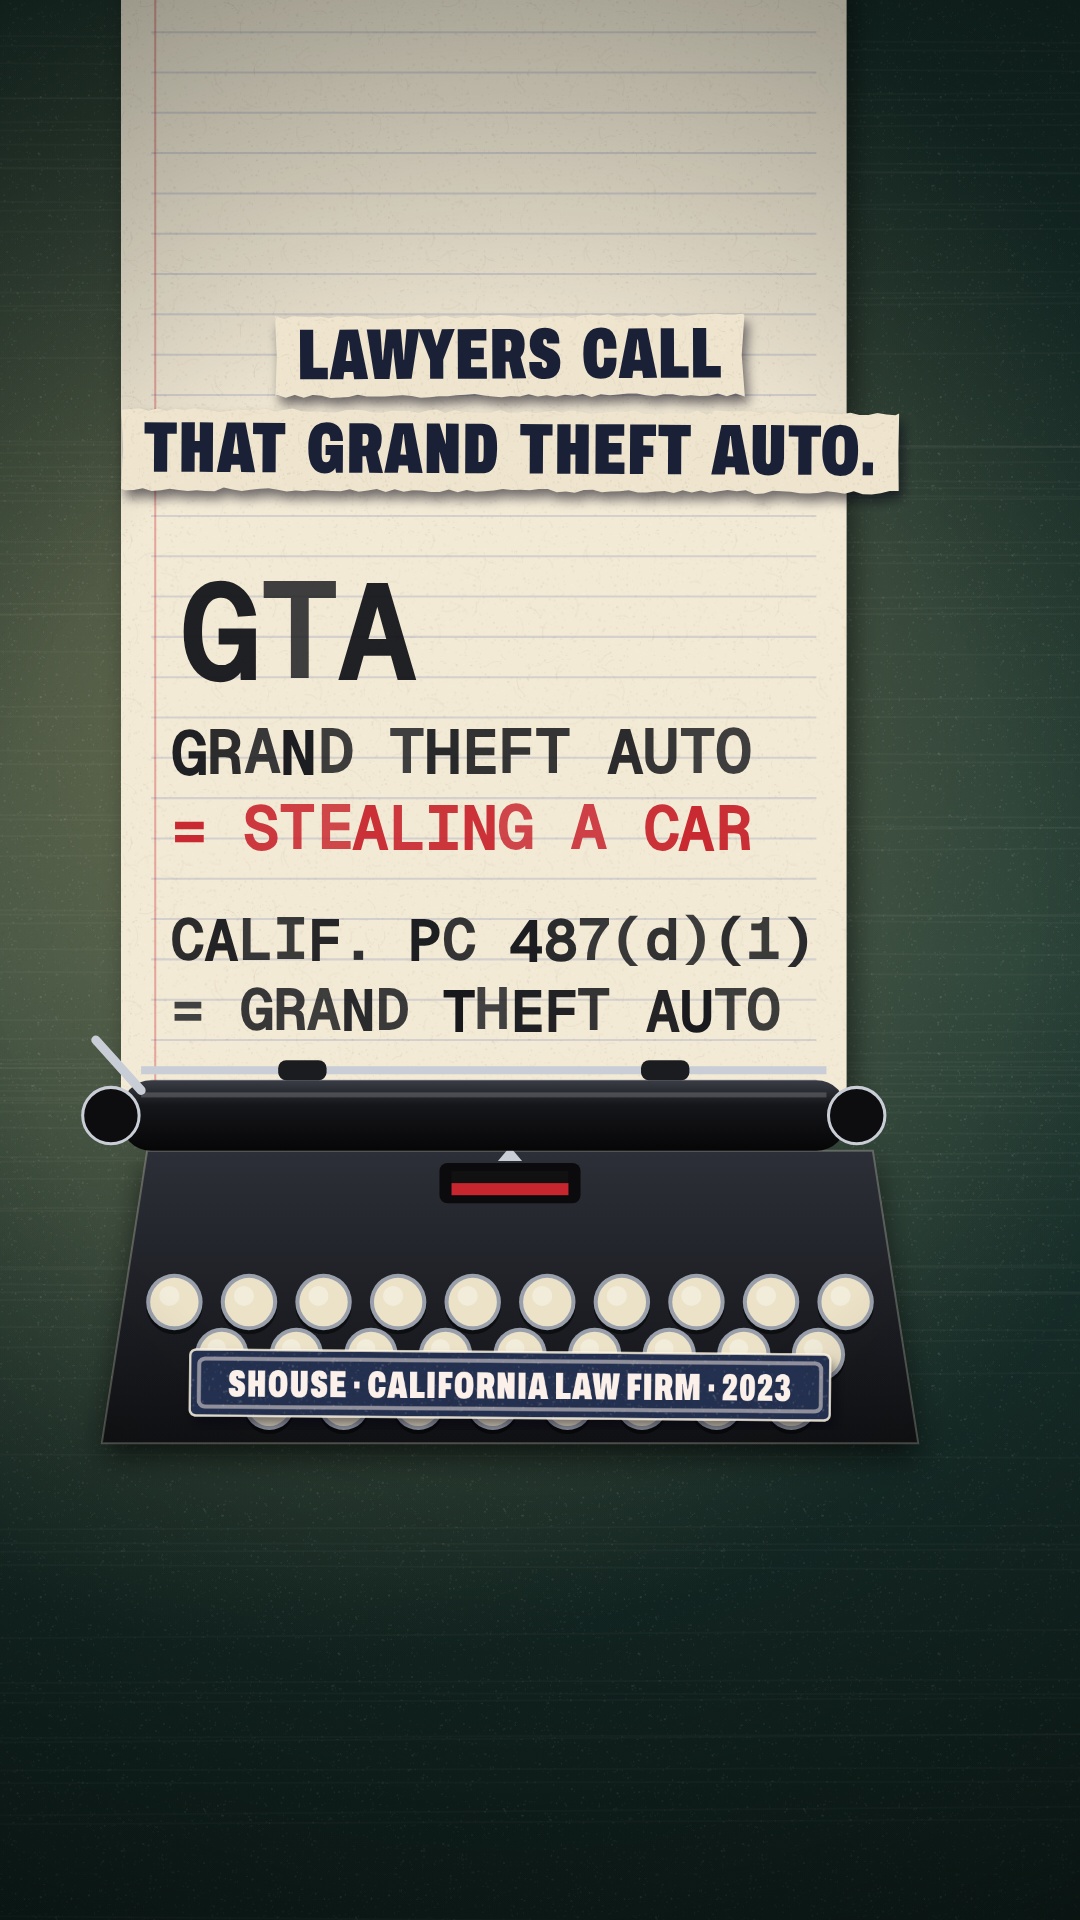 LAWYERS CALL
THAT GRAND THEFT AUTO.
GTA
GRAND THEFT AUTO
= STEALING A CAR
CALIF. PC 487(d)(1)
= GRAND THEFT AUTO
SHOUSE · CALIFORNIA LAW FIRM · 2023